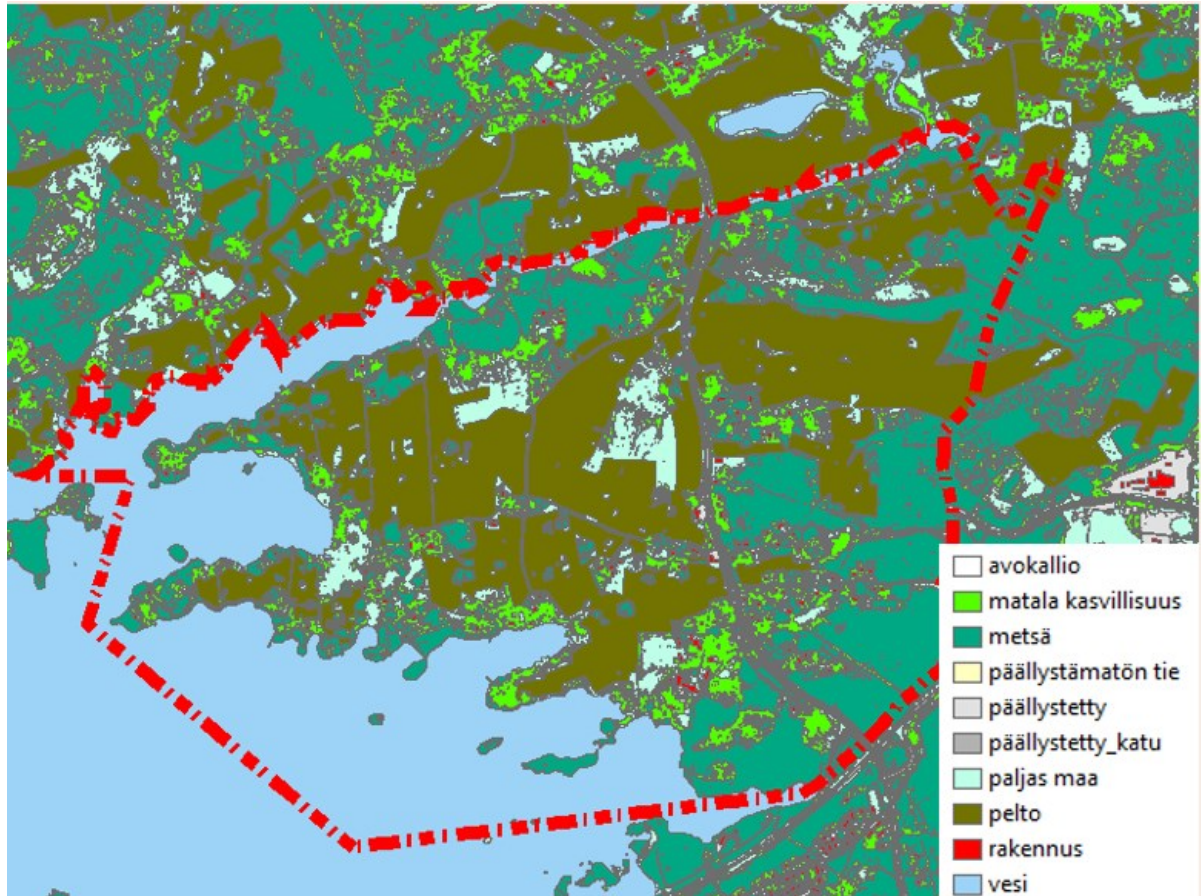 avokallio
matala kasvillisuus
metsä
päällystämätön tie
päällystetty
päällystetty_katu
paljas maa
pelto
rakennus
vesi